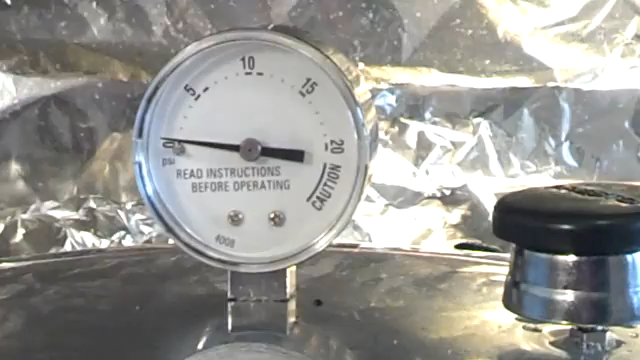 0
5
10
15
20
psi
READ INSTRUCTIONS
BEFORE OPERATING
CAUTION
4008